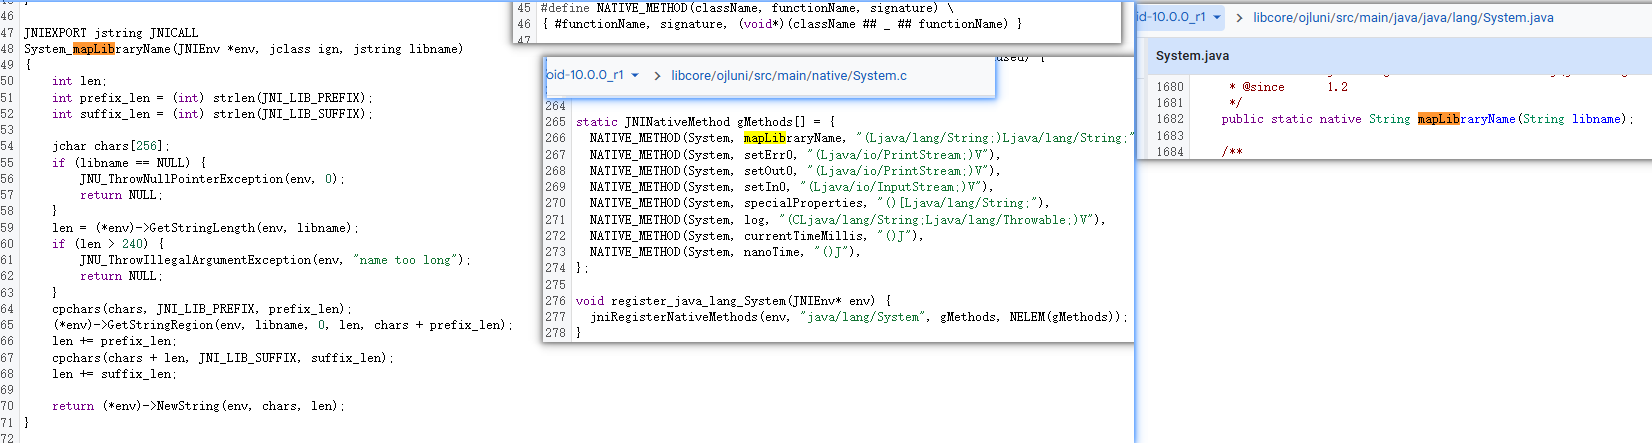 46
47 JNIEXPORT jstring JNICALL
48 System_mapLibraryName(JNIEnv *env, jclass ign, jstring libname)
49 {
50     int len;
51     int prefix_len = (int) strlen(JNI_LIB_PREFIX);
52     int suffix_len = (int) strlen(JNI_LIB_SUFFIX);
53
54     jchar chars[256];
55     if (libname == NULL) {
56         JNU_ThrowNullPointerException(env, 0);
57         return NULL;
58     }
59     len = (*env)->GetStringLength(env, libname);
60     if (len > 240) {
61         JNU_ThrowIllegalArgumentException(env, "name too long");
62         return NULL;
63     }
64     cpchars(chars, JNI_LIB_PREFIX, prefix_len);
65     (*env)->GetStringRegion(env, libname, 0, len, chars + prefix_len);
66     len += prefix_len;
67     cpchars(chars + len, JNI_LIB_SUFFIX, suffix_len);
68     len += suffix_len;
69
70     return (*env)->NewString(env, chars, len);
71 }
72
45 #define NATIVE_METHOD(className, functionName, signature) \
46 { #functionName, signature, (void*)(className ## _ ## functionName) }
oid-10.0.0_r1 > libcore/ojluni/src/main/native/System.c
264
265 static JNINativeMethod gMethods[] = {
266   NATIVE_METHOD(System, mapLibraryName, "(Ljava/lang/String;)Ljava/lang/String;"
267   NATIVE_METHOD(System, setErr0, "(Ljava/io/PrintStream;)V"),
268   NATIVE_METHOD(System, setOut0, "(Ljava/io/PrintStream;)V"),
269   NATIVE_METHOD(System, setIn0, "(Ljava/io/InputStream;)V"),
270   NATIVE_METHOD(System, specialProperties, "()[Ljava/lang/String;"),
271   NATIVE_METHOD(System, log, "(CLjava/lang/String;Ljava/lang/Throwable;)V"),
272   NATIVE_METHOD(System, currentTimeMillis, "()J"),
273   NATIVE_METHOD(System, nanoTime, "()J"),
274 };
275
276 void register_java_lang_System(JNIEnv* env) {
277   jniRegisterNativeMethods(env, "java/lang/System", gMethods, NELEM(gMethods));
278 }
id-10.0.0_r1 > libcore/ojluni/src/main/java/java/lang/System.java
System.java
1680      * @since      1.2
1681      */
1682     public static native String mapLibraryName(String libname);
1683
1684     /**